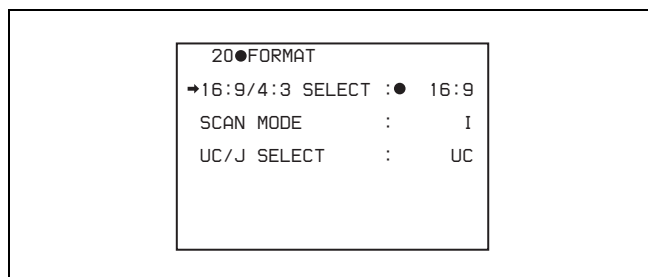 20●FORMAT
➡16:9/4:3 SELECT :● 16:9
SCAN MODE : I
UC/J SELECT : UC